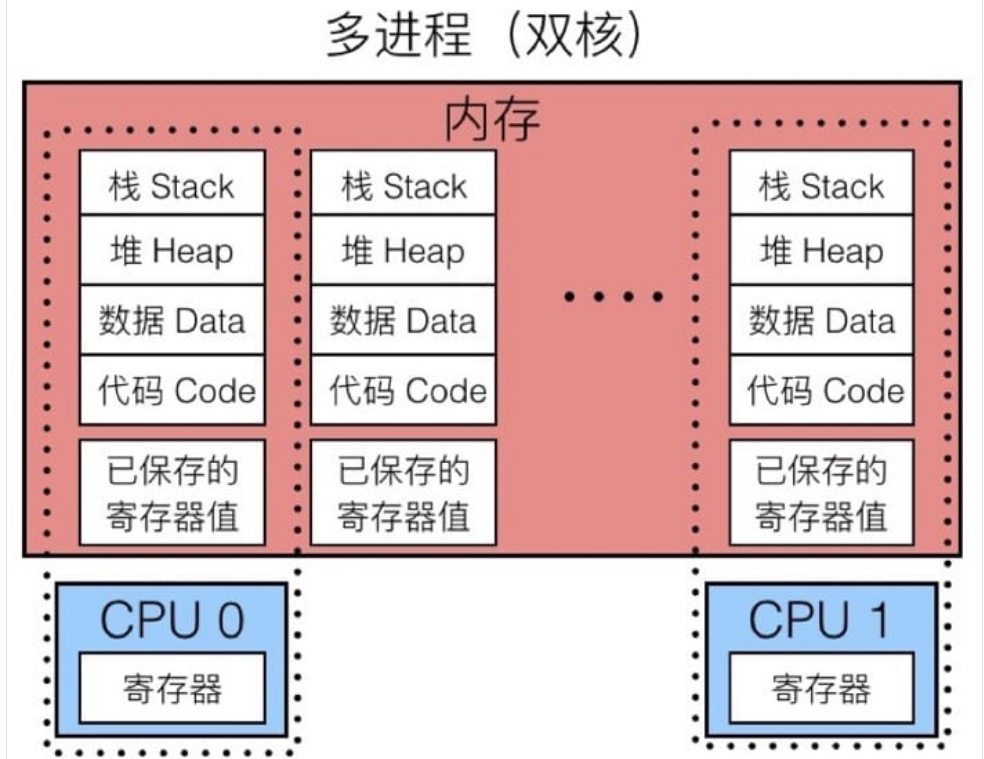 多进程（双核）
内存
栈 Stack
堆 Heap
数据 Data
代码 Code
已保存的
寄存器值
栈 Stack
堆 Heap
数据 Data
代码 Code
已保存的
寄存器值
栈 Stack
堆 Heap
数据 Data
代码 Code
已保存的
寄存器值
CPU 0
寄存器
CPU 1
寄存器